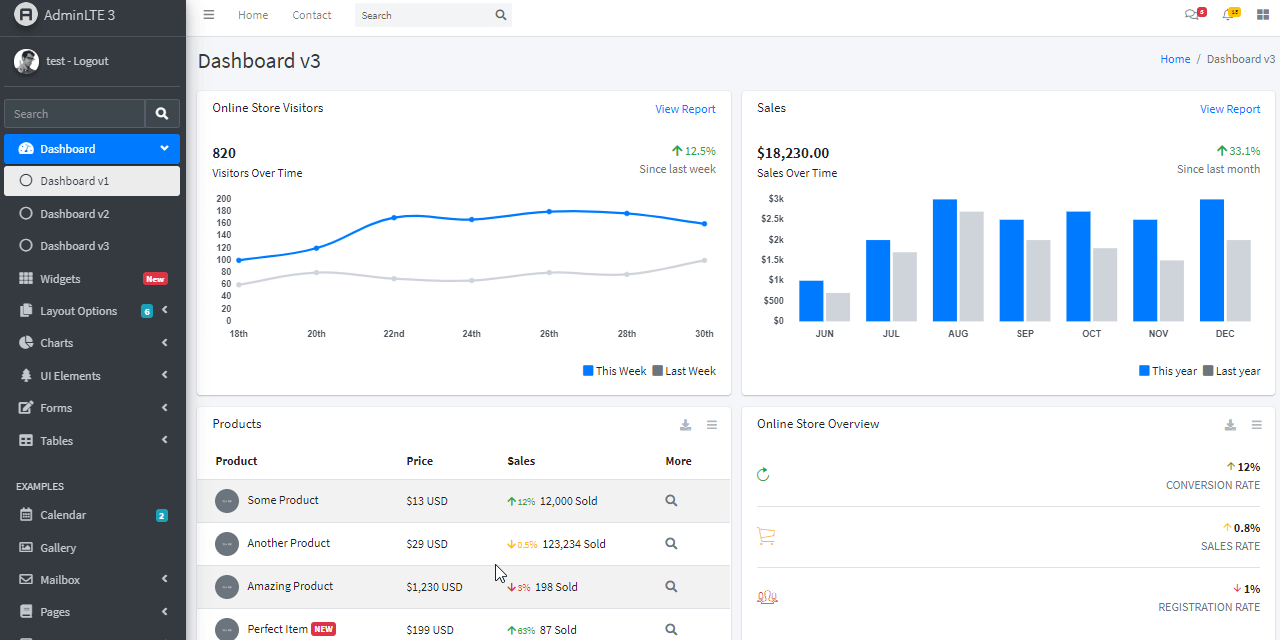 AdminLTE 3
test - Logout
Search
Dashboard
Dashboard v1
Dashboard v2
Dashboard v3
Widgets New
Layout Options 6
Charts
UI Elements
Forms
Tables
EXAMPLES
Calendar 2
Gallery
Mailbox
Pages
Home Contact Search
15
Dashboard v3
Home / Dashboard v3
Online Store Visitors View Report
820 12.5%
Visitors Over Time Since last week
200
180
160
140
120
100
80
60
40
20
0
18th 20th 22nd 24th 26th 28th 30th
This Week Last Week
Sales View Report
$18,230.00 33.1%
Sales Over Time Since last month
$3k
$2.5k
$2k
$1.5k
$1k
$500
$0
JUN JUL AUG SEP OCT NOV DEC
This year Last year
Products
Product Price Sales More
Some Product $13 USD 12% 12,000 Sold
Another Product $29 USD 0.5% 123,234 Sold
Amazing Product $1,230 USD 3% 198 Sold
Perfect Item NEW $199 USD 63% 87 Sold
Online Store Overview
12%
CONVERSION RATE
0.8%
SALES RATE
1%
REGISTRATION RATE